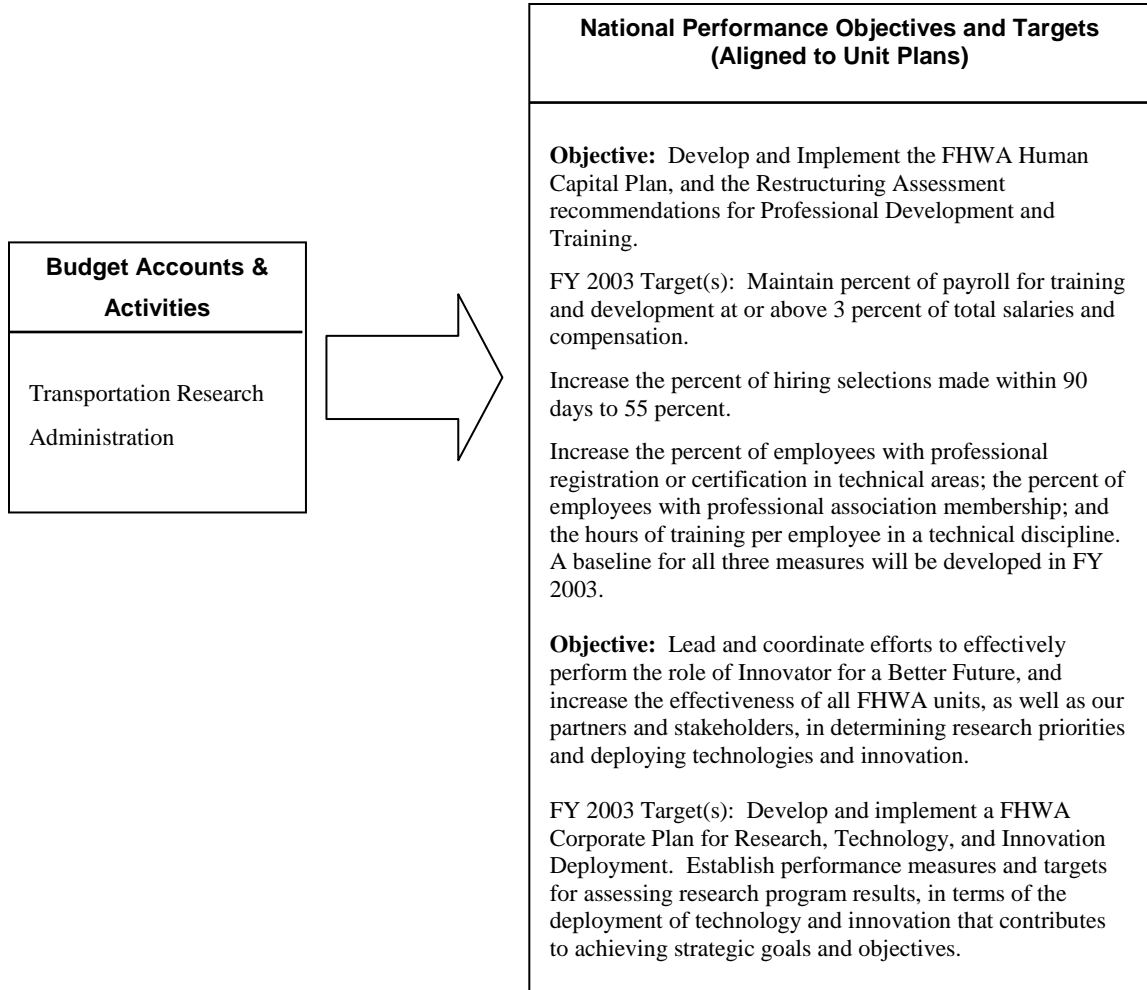 National Performance Objectives and Targets
(Aligned to Unit Plans)
Objective: Develop and Implement the FHWA Human
Capital Plan, and the Restructuring Assessment
recommendations for Professional Development and
Training.
FY 2003 Target(s): Maintain percent of payroll for training
and development at or above 3 percent of total salaries and
compensation.
Increase the percent of hiring selections made within 90
days to 55 percent.
Increase the percent of employees with professional
registration or certification in technical areas; the percent of
employees with professional association membership; and
the hours of training per employee in a technical discipline.
A baseline for all three measures will be developed in FY
2003.
Objective: Lead and coordinate efforts to effectively
perform the role of Innovator for a Better Future, and
increase the effectiveness of all FHWA units, as well as our
partners and stakeholders, in determining research priorities
and deploying technologies and innovation.
FY 2003 Target(s): Develop and implement a FHWA
Corporate Plan for Research, Technology, and Innovation
Deployment. Establish performance measures and targets
for assessing research program results, in terms of the
deployment of technology and innovation that contributes
to achieving strategic goals and objectives.
Budget Accounts &
Activities
Transportation Research
Administration